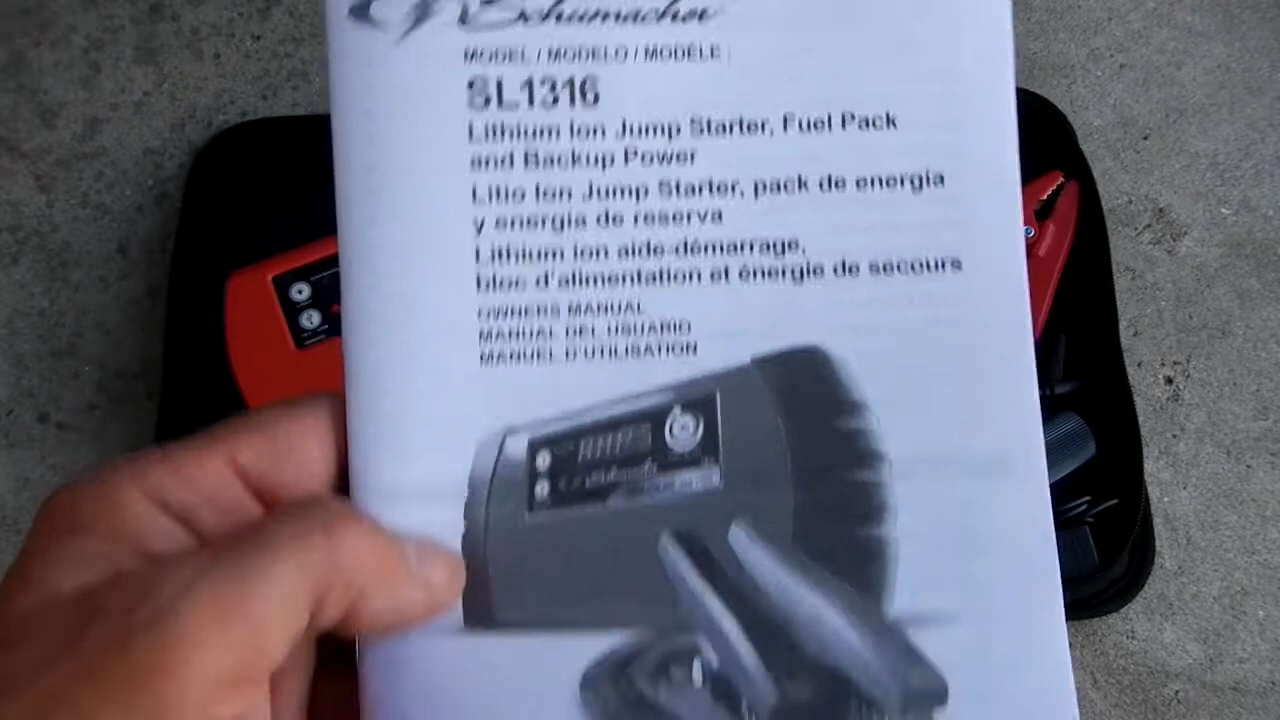 Schumacher
MODEL / MODELO / MODÈLE :
SL1316
Lithium Ion Jump Starter, Fuel Pack
and Backup Power
Litio Ion Jump Starter, pack de energía
y energía de reserva
Lithium ion aide-démarrage,
bloc d'alimentation et énergie de secours
OWNERS MANUAL
MANUAL DEL USUARIO
MANUEL D'UTILISATION